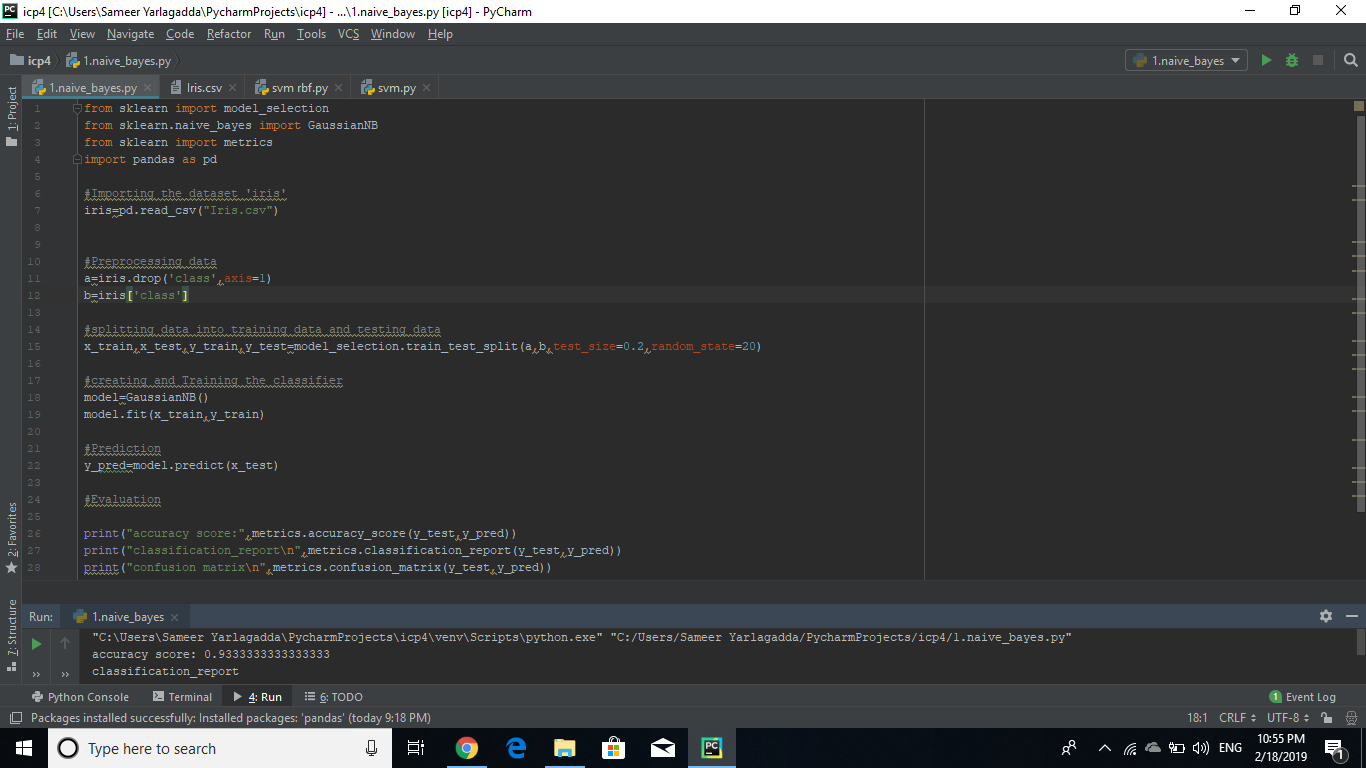 icp4 [C:\Users\Sameer Yarlagadda\PycharmProjects\icp4] - ...\1.naive_bayes.py [icp4] - PyCharm
File Edit View Navigate Code Refactor Run Tools VCS Window Help
icp4 1.naive_bayes.py
1.naive_bayes
1.naive_bayes.py Iris.csv svm rbf.py svm.py
1: Project
1 from sklearn import model_selection
2 from sklearn.naive_bayes import GaussianNB
3 from sklearn import metrics
4 import pandas as pd
5
6 #Importing the dataset 'iris'
7 iris=pd.read_csv("Iris.csv")
8
9
10 #Preprocessing data
11 a=iris.drop('class',axis=1)
12 b=iris['class']
13
14 #splitting data into training data and testing data
15 x_train,x_test,y_train,y_test=model_selection.train_test_split(a,b,test_size=0.2,random_state=20)
16
17 #creating and Training the classifier
18 model=GaussianNB()
19 model.fit(x_train,y_train)
20
21 #Prediction
22 y_pred=model.predict(x_test)
23
24 #Evaluation
25
26 print("accuracy score:",metrics.accuracy_score(y_test,y_pred))
27 print("classification_report\n",metrics.classification_report(y_test,y_pred))
28 print("confusion matrix\n",metrics.confusion_matrix(y_test,y_pred))
2: Favorites
7: Structure
Run: 1.naive_bayes
"C:\Users\Sameer Yarlagadda\PycharmProjects\icp4\venv\Scripts\python.exe" "C:/Users/Sameer Yarlagadda/PycharmProjects/icp4/1.naive_bayes.py"
accuracy score: 0.9333333333333333
classification_report
Python Console Terminal 4: Run 6: TODO 1 Event Log
Packages installed successfully: Installed packages: 'pandas' (today 9:18 PM) 18:1 CRLF UTF-8
Type here to search
ENG
10:55 PM
2/18/2019
1